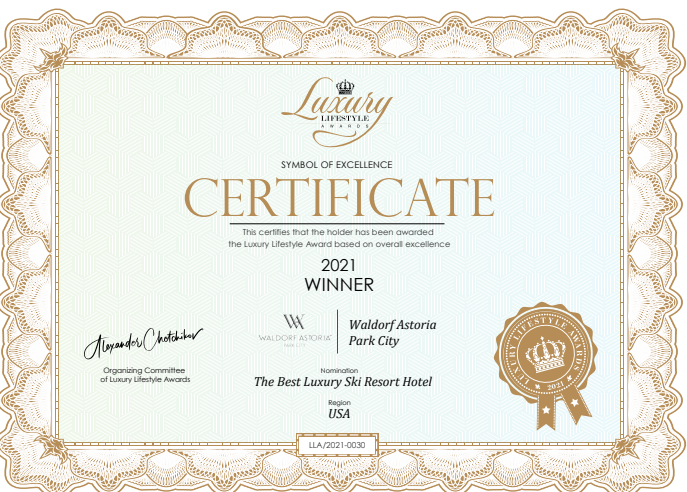 Luxury
LIFESTYLE
AWARDS
SYMBOL OF EXCELLENCE
CERTIFICATE
This certifies that the holder has been awarded
the Luxury Lifestyle Award based on overall excellence
2021
WINNER
WALDORF ASTORIA
PARK CITY
Waldorf Astoria
Park City
Alexander Chetchikov
Organizing Committee
of Luxury Lifestyle Awards
Nomination
The Best Luxury Ski Resort Hotel
Region
USA
LUXURY LIFESTYLE AWARDS
2021
LLA/2021-0030